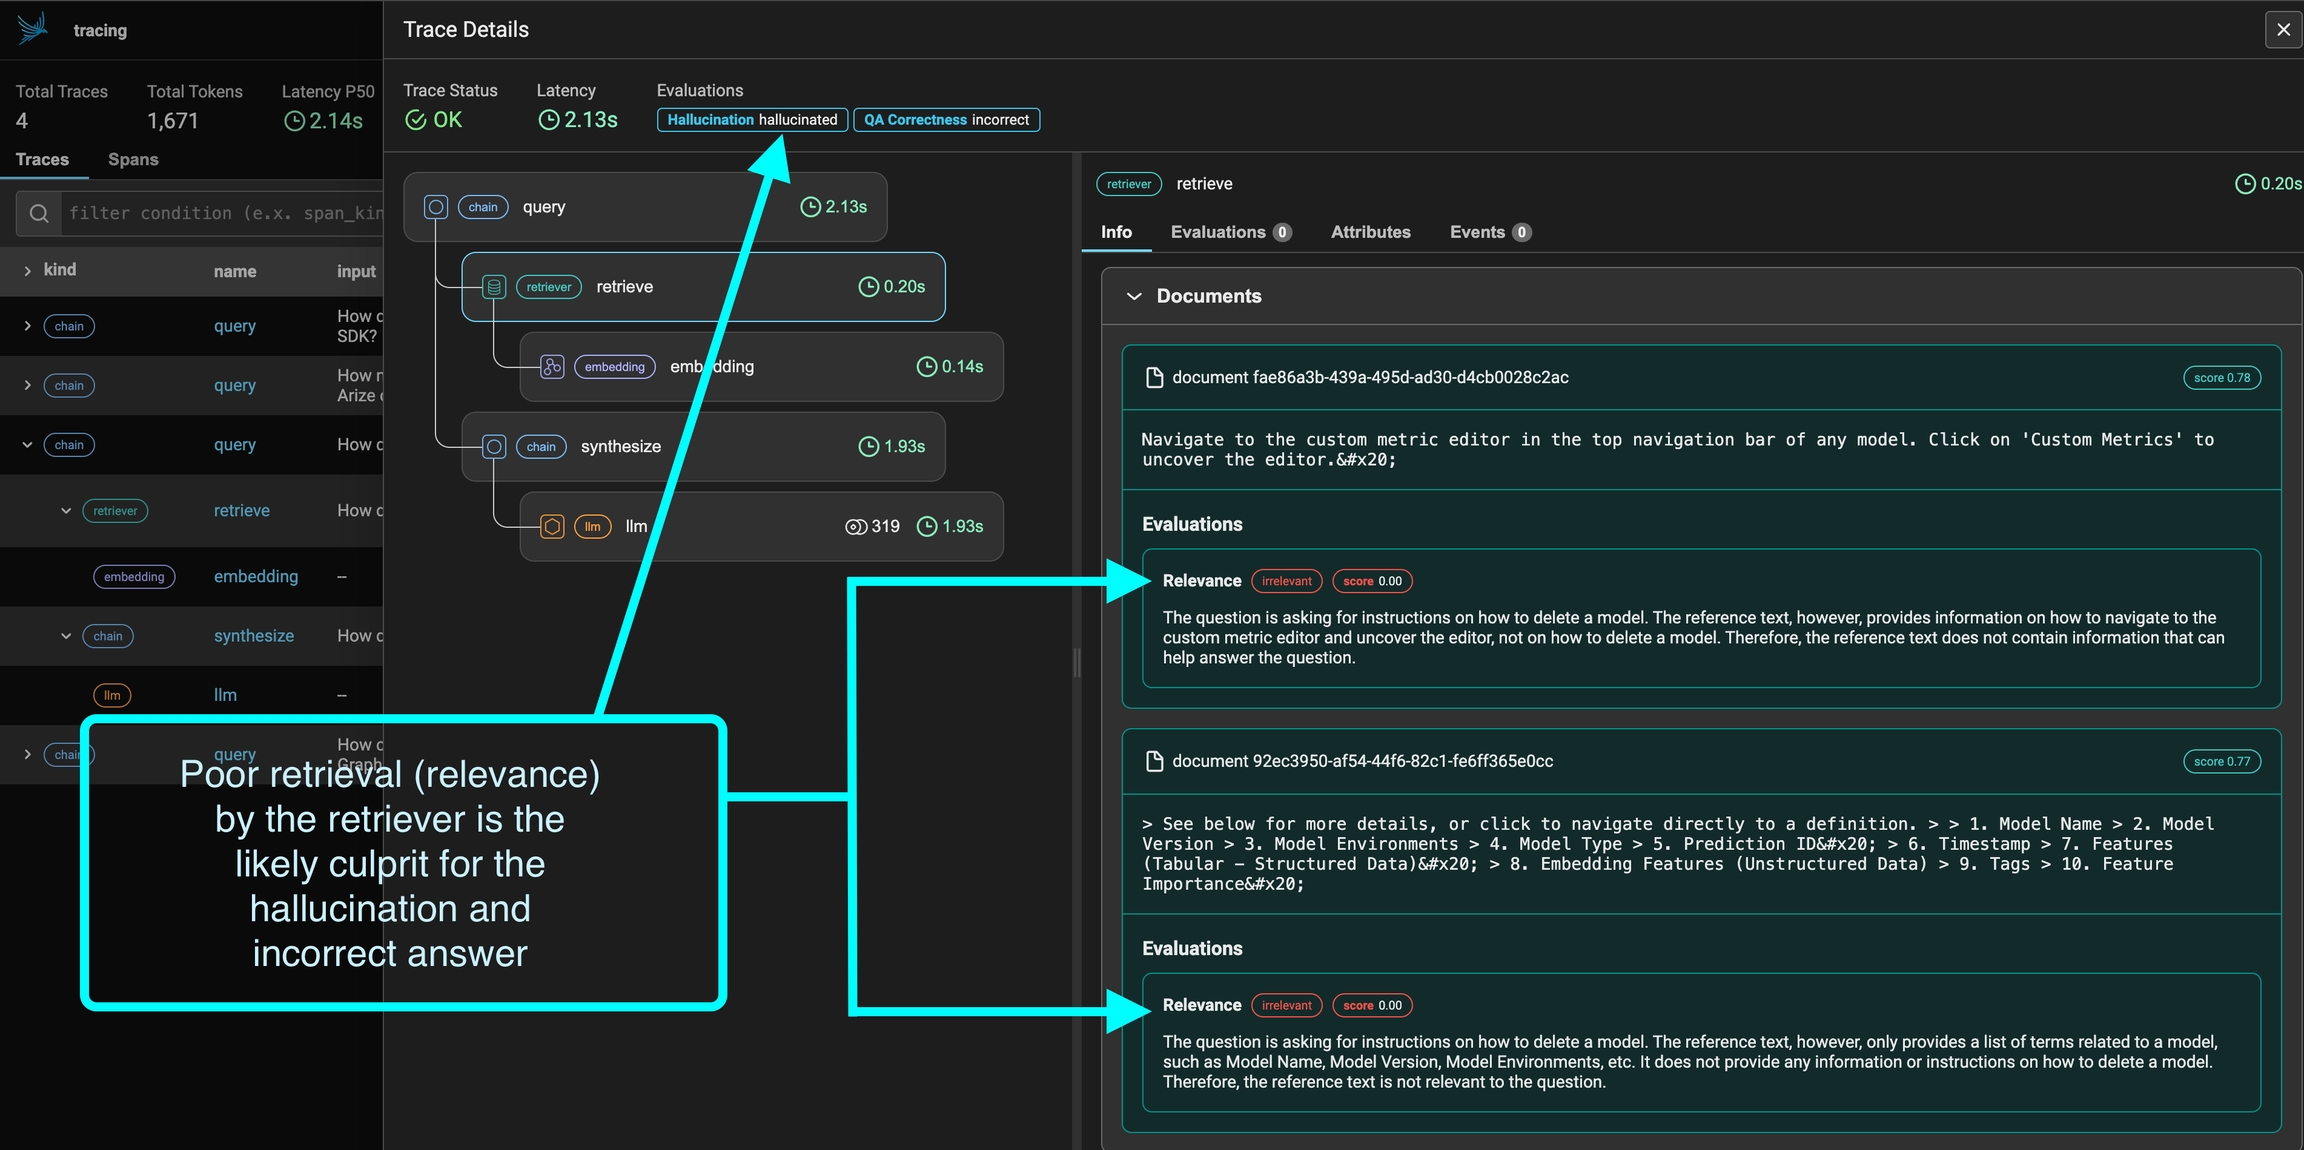 tracing
Trace Details
Total Traces
4
Total Tokens
1,671
Latency P50
2.14s
Trace Status
OK
Latency
2.13s
Evaluations
Hallucination hallucinated
QA Correctness incorrect
Traces
Spans
filter condition (e.x. span_kin
kind name input
chain query How d
SDK?
chain query How n
Arize
chain query How d
retriever retrieve How d
embedding embedding --
chain synthesize How d
llm llm --
chain query How d
Graph
chain query 2.13s
retriever retrieve 0.20s
embedding embedding 0.14s
chain synthesize 1.93s
llm llm 319 1.93s
Poor retrieval (relevance)
by the retriever is the
likely culprit for the
hallucination and
incorrect answer
retriever retrieve 0.20s
Info Evaluations 0 Attributes Events 0
Documents
document fae86a3b-439a-495d-ad30-d4cb0028c2ac score 0.78
Navigate to the custom metric editor in the top navigation bar of any model. Click on 'Custom Metrics' to
uncover the editor.&#x20;
Evaluations
Relevance irrelevant score 0.00
The question is asking for instructions on how to delete a model. The reference text, however, provides information on how to navigate to the
custom metric editor and uncover the editor, not on how to delete a model. Therefore, the reference text does not contain information that can
help answer the question.
document 92ec3950-af54-44f6-82c1-fe6ff365e0cc score 0.77
> See below for more details, or click to navigate directly to a definition. > > 1. Model Name > 2. Model
Version > 3. Model Environments > 4. Model Type > 5. Prediction ID&#x20; > 6. Timestamp > 7. Features
(Tabular – Structured Data)&#x20; > 8. Embedding Features (Unstructured Data) > 9. Tags > 10. Feature
Importance&#x20;
Evaluations
Relevance irrelevant score 0.00
The question is asking for instructions on how to delete a model. The reference text, however, only provides a list of terms related to a model,
such as Model Name, Model Version, Model Environments, etc. It does not provide any information or instructions on how to delete a model.
Therefore, the reference text is not relevant to the question.